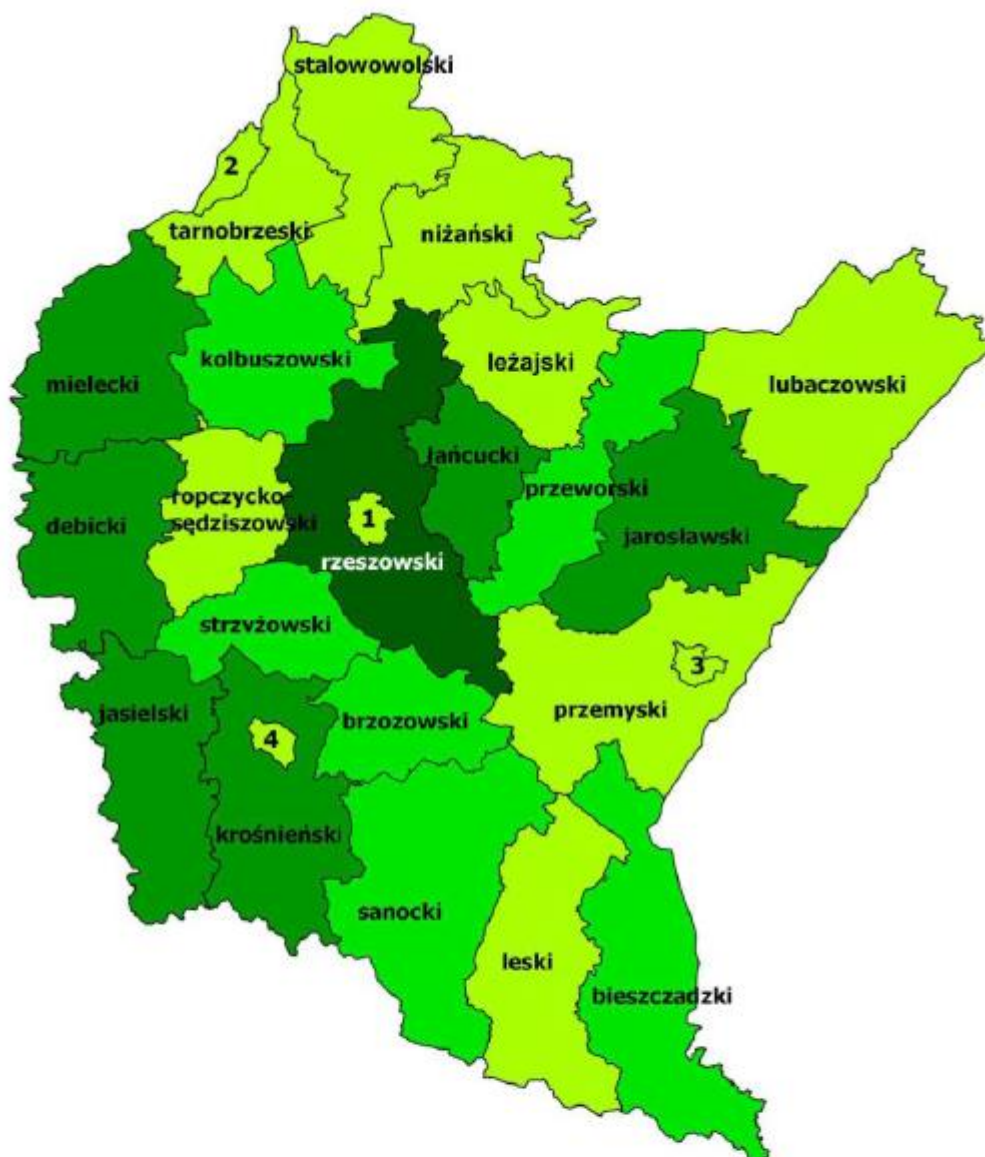 stalowowolski
2
tarnobrzeski
niżański
kolbuszowski
leżajski
lubaczowski
mielecki
łańcucki
przeworski
ropczycko-
sędziszowski
debicki
1
jarosławski
rzeszowski
strzyżowski
3
jasielski
brzozowski
przemyski
4
krośnieński
sanocki
leski
bieszczadzki